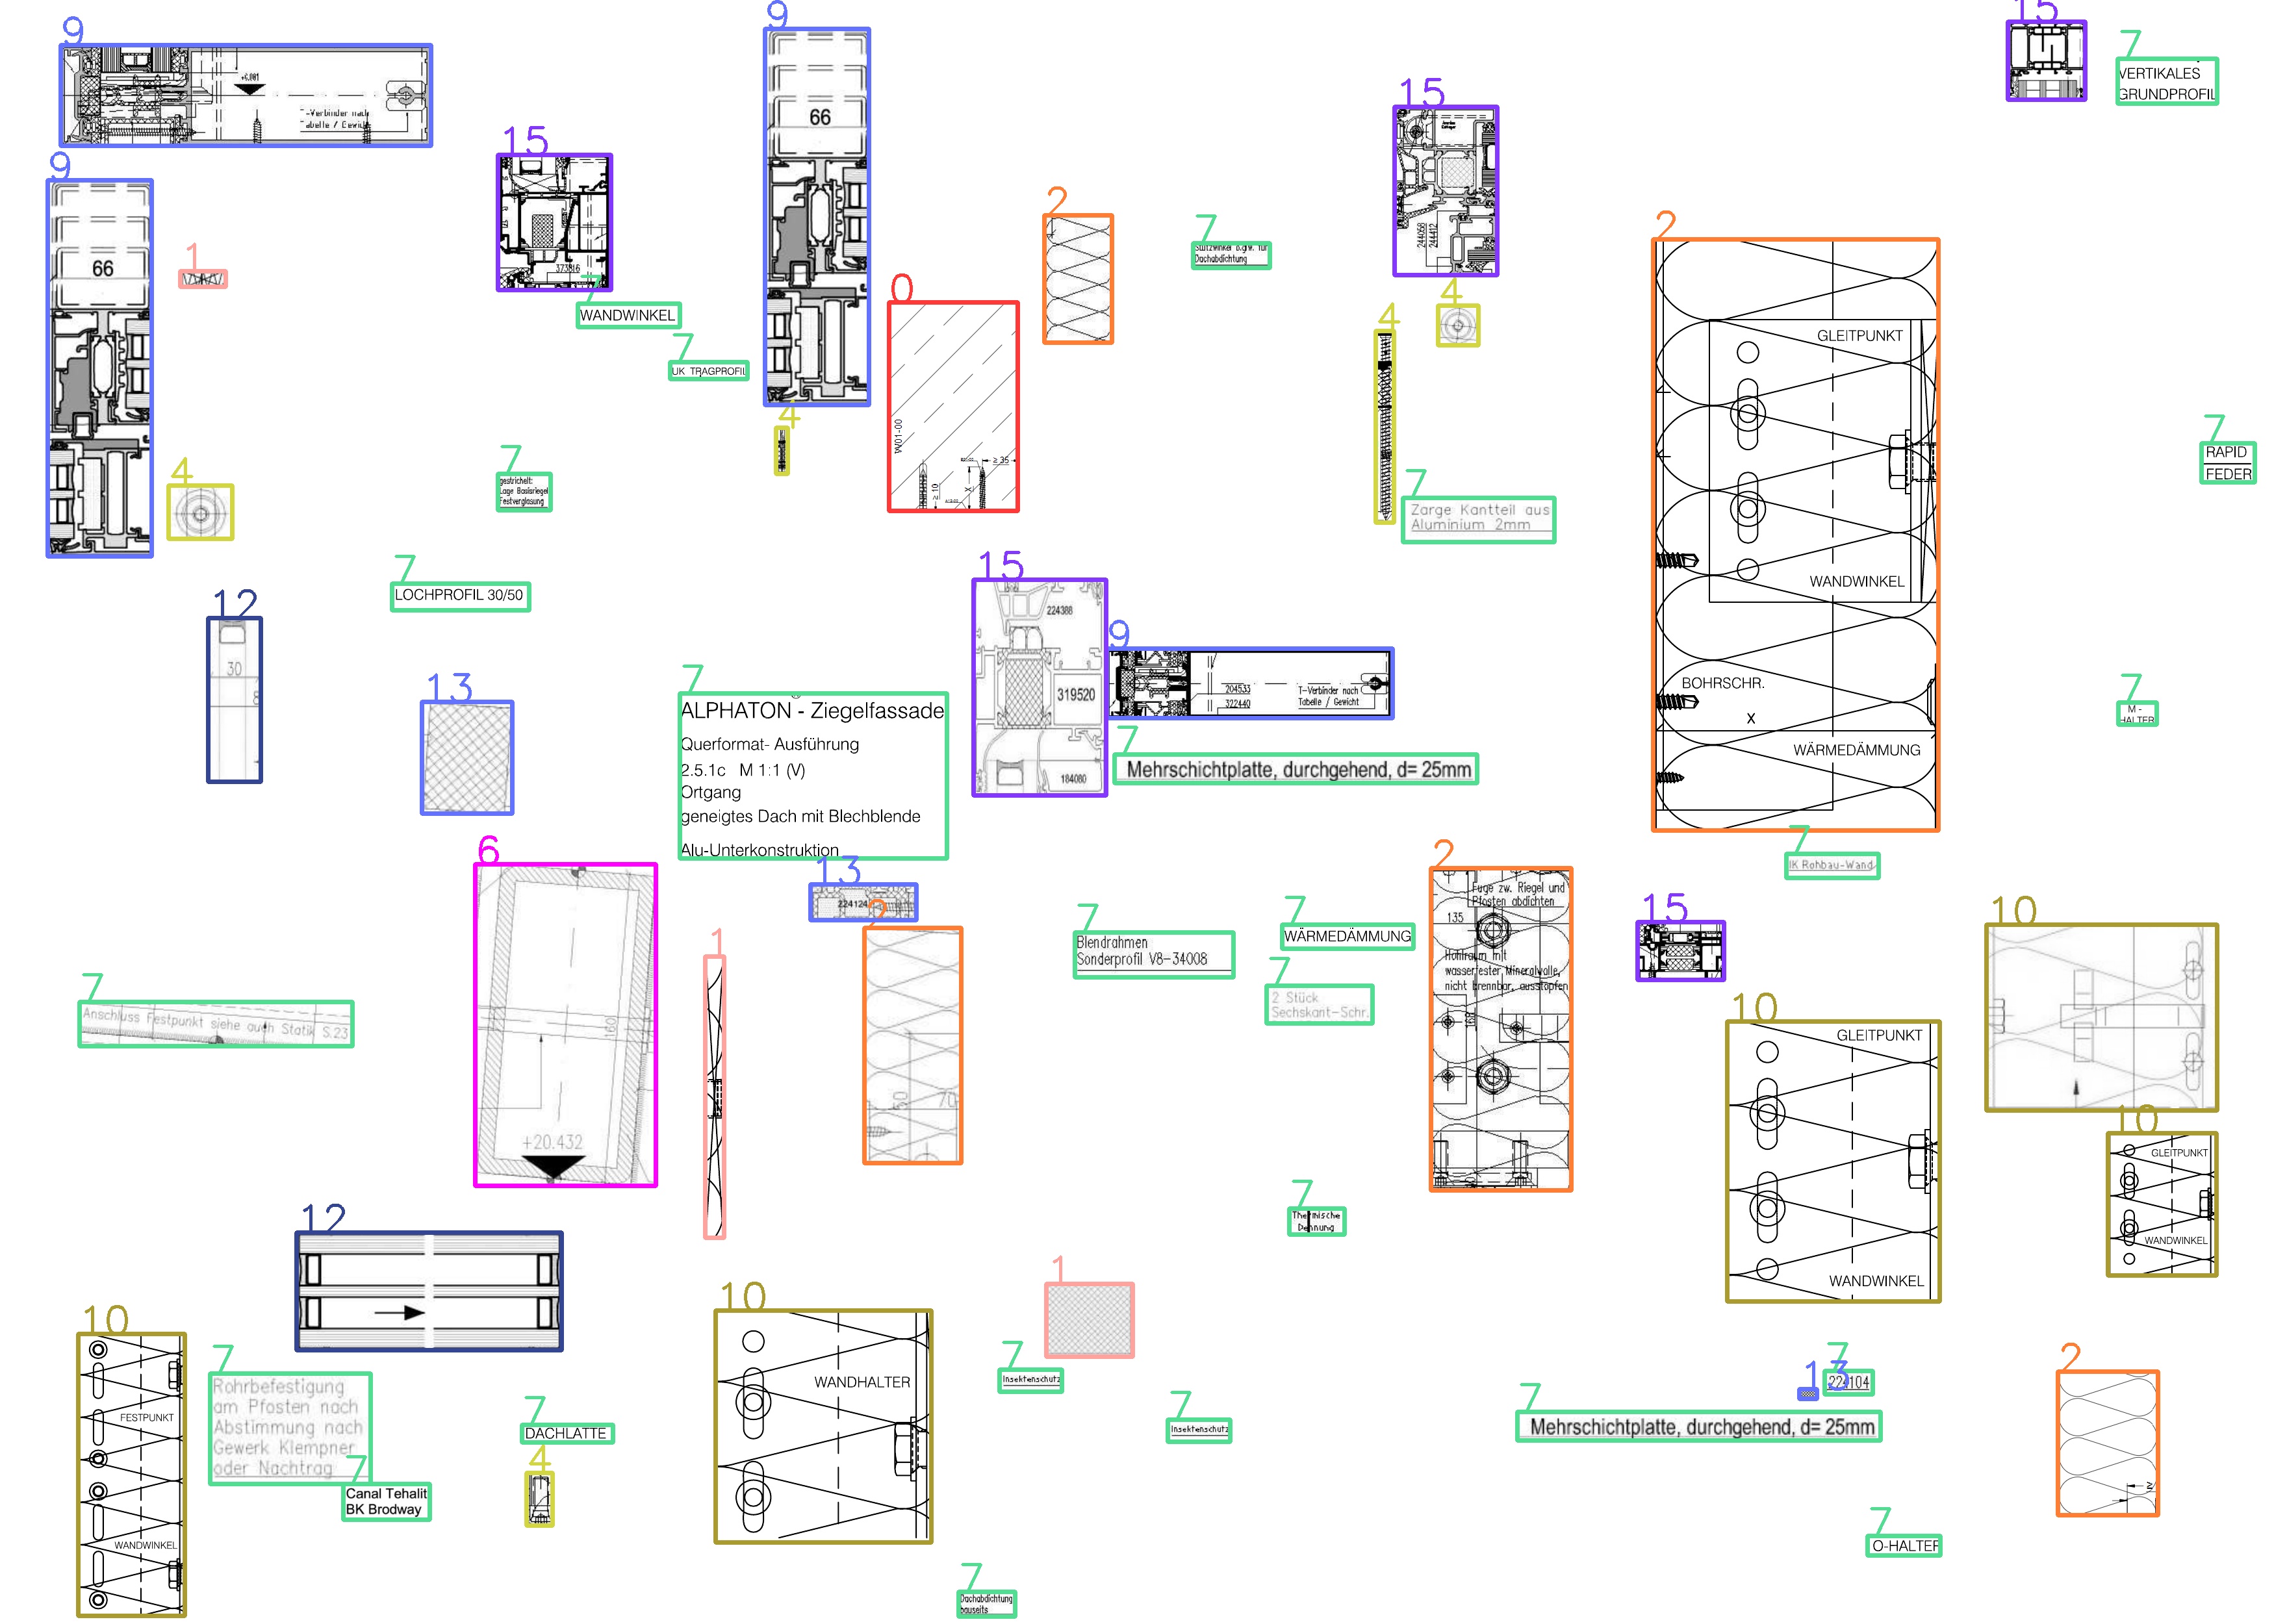 9
+6.001
T-Verbinder nach
Tabelle / Gewicht
9
66
1
4
15
373816
7
WANDWINKEL
7
UK TRAGPROFIL
9
66
4
7
gestrichelt:
Lage Basisriegel
Festverglasung
0
W01-00
≥ 35
≥ 10
X
2
7
Stützwinkel b.gw. für
Dachabdichtung
15
244058
244412
4
4
7
Zarge Kantteil aus
Aluminium 2mm
2
GLEITPUNKT
WANDWINKEL
BOHRSCHR.
X
WÄRMEDÄMMUNG
15
7
VERTIKALES
GRUNDPROFIL
7
RAPID
FEDER
7
M -
HALTER
12
30
7
LOCHPROFIL 30/50
13
7
ALPHATON - Ziegelfassade
Querformat- Ausführung
2.5.1c M 1:1 (V)
Ortgang
geneigtes Dach mit Blechblende
Alu-Unterkonstruktion
15
224388
319520
184080
9
204533
322440
T-Verbinder nach
Tabelle / Gewicht
7
Mehrschichtplatte, durchgehend, d= 25mm
7
IK Rohbau-Wand
6
160
+20.432
13
224124
2
50
70
1
7
Blendrahmen
Sonderprofil V8-34008
7
WÄRMEDÄMMUNG
7
2 Stück
Sechskant-Schr.
2
Fuge zw. Riegel und
Pfosten abdichten
135
Hohlraum mit
wasserfester Mineralwolle,
nicht brennbar, ausstopfen
168
15
10
10
GLEITPUNKT
WANDWINKEL
10
GLEITPUNKT
WANDWINKEL
7
Anschluss Festpunkt siehe auch Statik S.23
12
7
Thermische
Dehnung
10
FESTPUNKT
WANDWINKEL
7
Rohrbefestigung
am Pfosten nach
Abstimmung nach
Gewerk Klempner
oder Nachtrag
7
Canal Tehalit
BK Brodway
7
DACHLATTE
4
10
WANDHALTER
1
7
Insektenschutz
7
Insektenschutz
7
Mehrschichtplatte, durchgehend, d= 25mm
13
7
224104
2
≥
7
O-HALTER
7
Dachabdichtung
bauseits